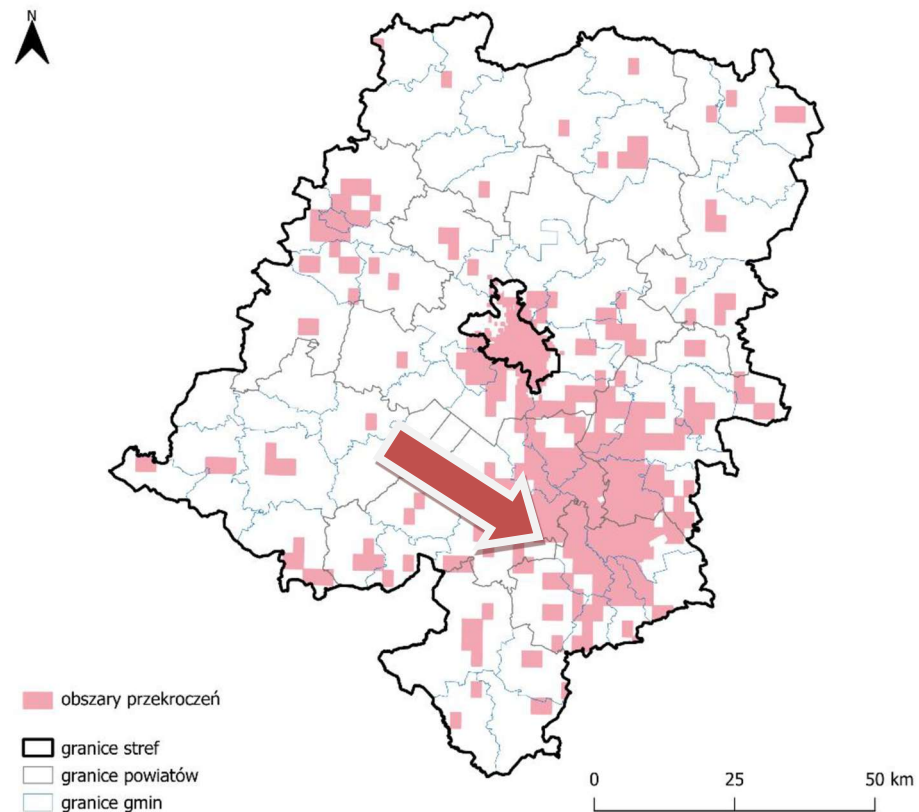 N
obszary przekroczeń
granice stref
granice powiatów
granice gmin
0 25 50 km